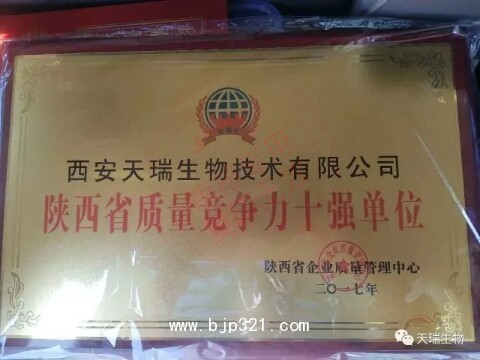 西安天瑞生物技术有限公司
陕西省质量竞争力十强单位
陕西省企业质量管理中心
二〇一七年
www.bjp321.com
天瑞生物